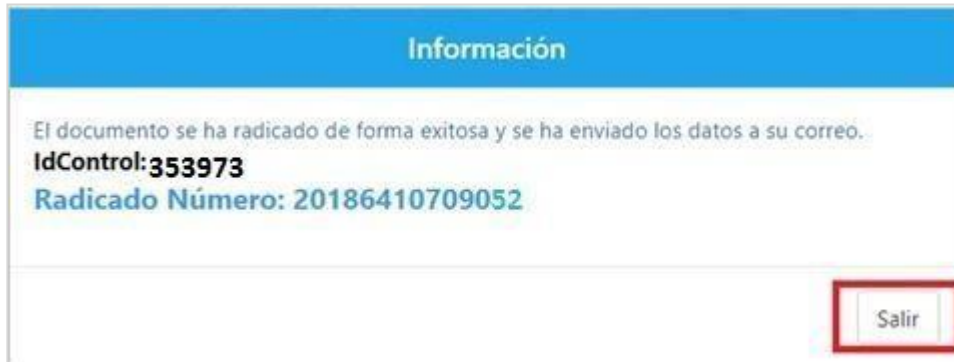 Información
El documento se ha radicado de forma exitosa y se ha enviado los datos a su correo.
IdControl:353973
Radicado Número: 20186410709052
Salir